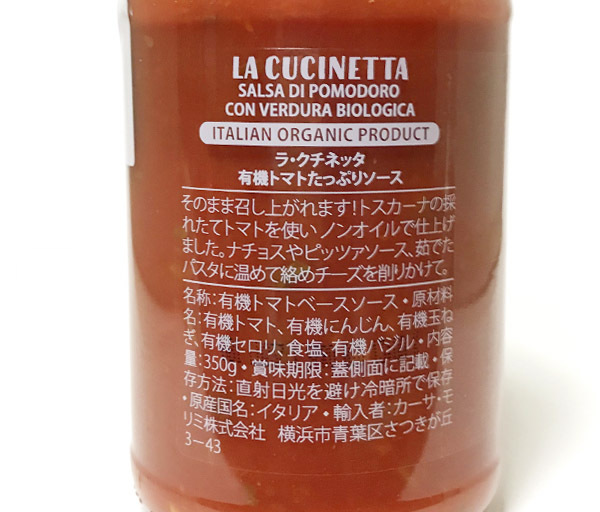 LA CUCINETTA
SALSA DI POMODORO
CON VERDURA BIOLOGICA
ITALIAN ORGANIC PRODUCT
ラ・クチネッタ
有機トマトたっぷりソース
そのまま召し上がれます!トスカーナの採
れたてトマトを使い ノンオイルで仕上げ
ました。ナチョスやピッツァソース、茹でた
パスタに温めて絡めチーズを削りかけて。
名称:有機トマトベースソース・原材料
名:有機トマト、有機にんじん、有機玉ね
ぎ、有機セロリ、食塩、有機バジル・内容
量:350g・賞味期限:蓋側面に記載・保
存方法:直射日光を避け冷暗所で保存
・原産国名:イタリア・輸入者:カーサ・モ
リミ株式会社 横浜市青葉区さつきが丘
3−43